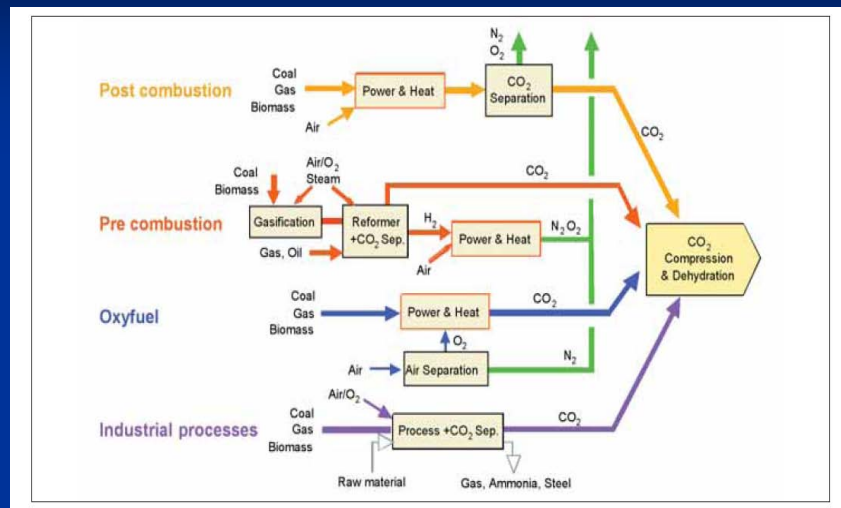 N₂
O₂
Coal
Gas
Biomass
Post combustion
Power & Heat
CO₂
Separation
Air
CO₂
Coal
Biomass
Air/O₂
Steam
CO₂
Pre combustion
Gasification
Reformer
+CO₂ Sep.
H₂
Power & Heat
N₂O₂
Gas, Oil
Air
CO₂
Compression
& Dehydration
Coal
Gas
Biomass
Oxyfuel
Power & Heat
CO₂
O₂
Air
Air Separation
N₂
Air/O₂
Coal
Gas
Biomass
Industrial processes
Process +CO₂ Sep.
CO₂
Raw material
Gas, Ammonia, Steel